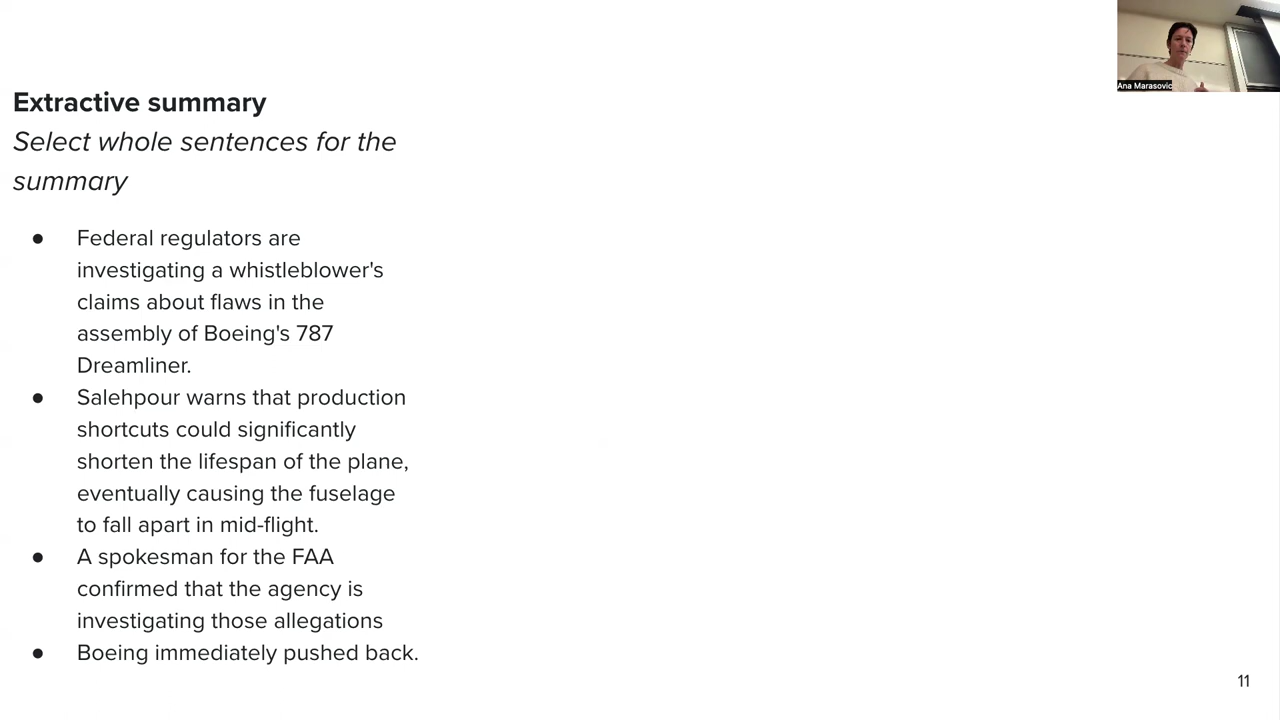 Extractive summary
Select whole sentences for the
summary
● Federal regulators are
investigating a whistleblower's
claims about flaws in the
assembly of Boeing's 787
Dreamliner.
● Salehpour warns that production
shortcuts could significantly
shorten the lifespan of the plane,
eventually causing the fuselage
to fall apart in mid-flight.
● A spokesman for the FAA
confirmed that the agency is
investigating those allegations
● Boeing immediately pushed back.
Ana Marasovic
11